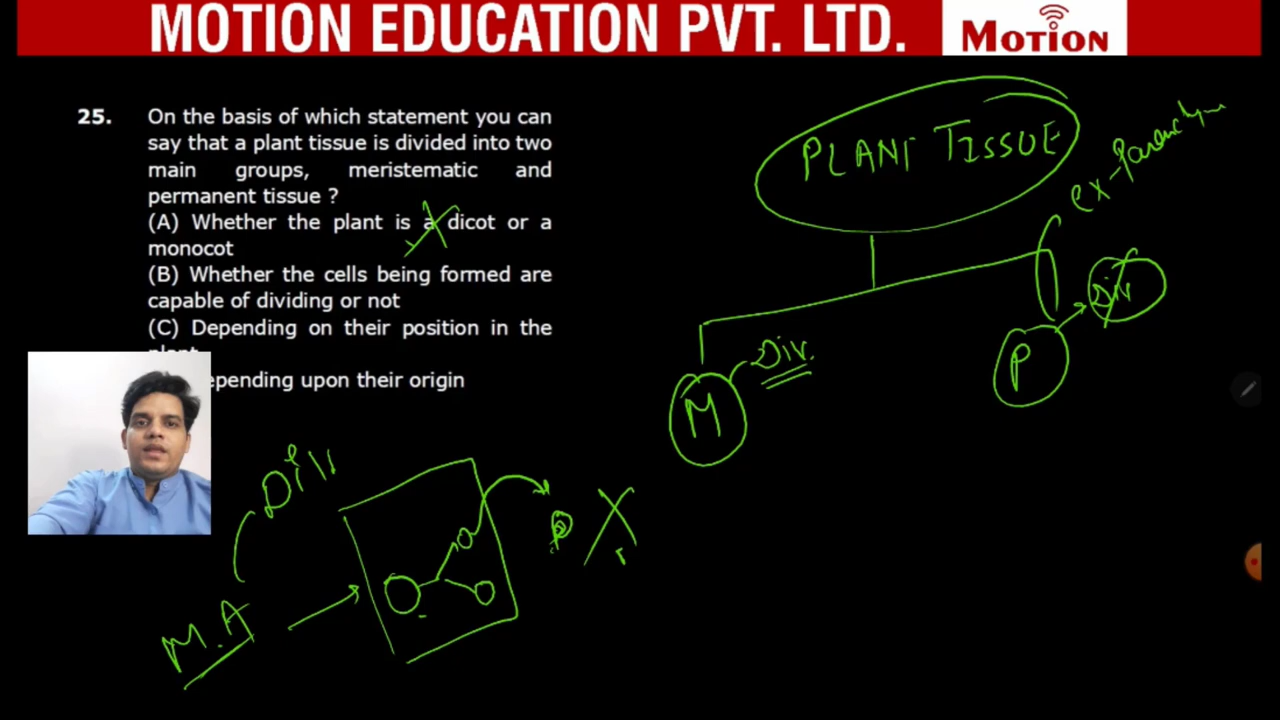 MOTION EDUCATION PVT. LTD.
MOTION
25. On the basis of which statement you can
say that a plant tissue is divided into two
main groups, meristematic and
permanent tissue ?
(A) Whether the plant is a dicot or a
monocot
(B) Whether the cells being formed are
capable of dividing or not
(C) Depending on their position in the
plant
epending upon their origin
PLANT TISSUE
ex-Parenchyma
Div.
Div
M
P
M.A